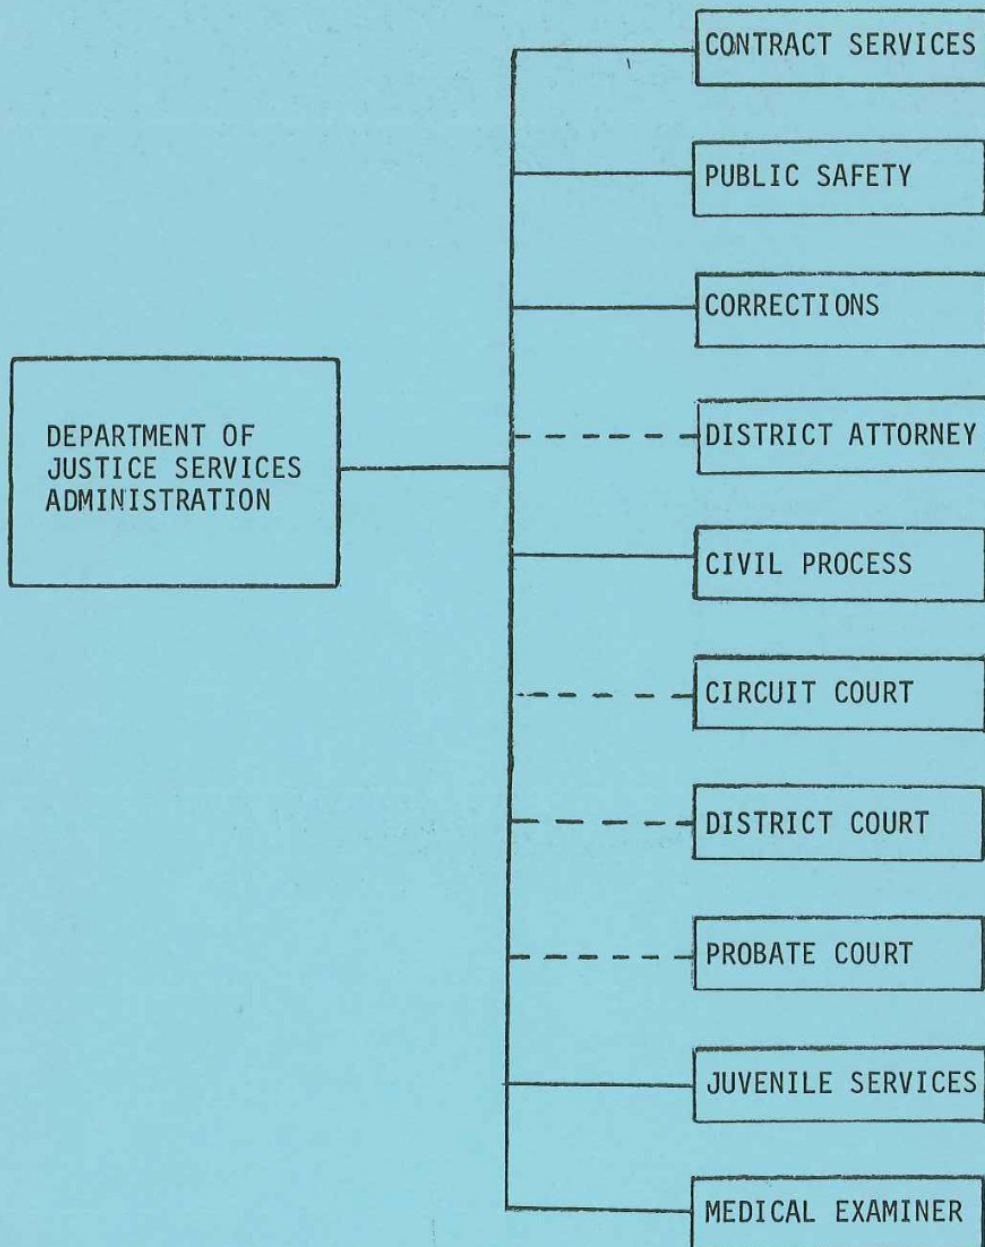 CONTRACT SERVICES
PUBLIC SAFETY
CORRECTIONS
DEPARTMENT OF
JUSTICE SERVICES
ADMINISTRATION
DISTRICT ATTORNEY
CIVIL PROCESS
CIRCUIT COURT
DISTRICT COURT
PROBATE COURT
JUVENILE SERVICES
MEDICAL EXAMINER